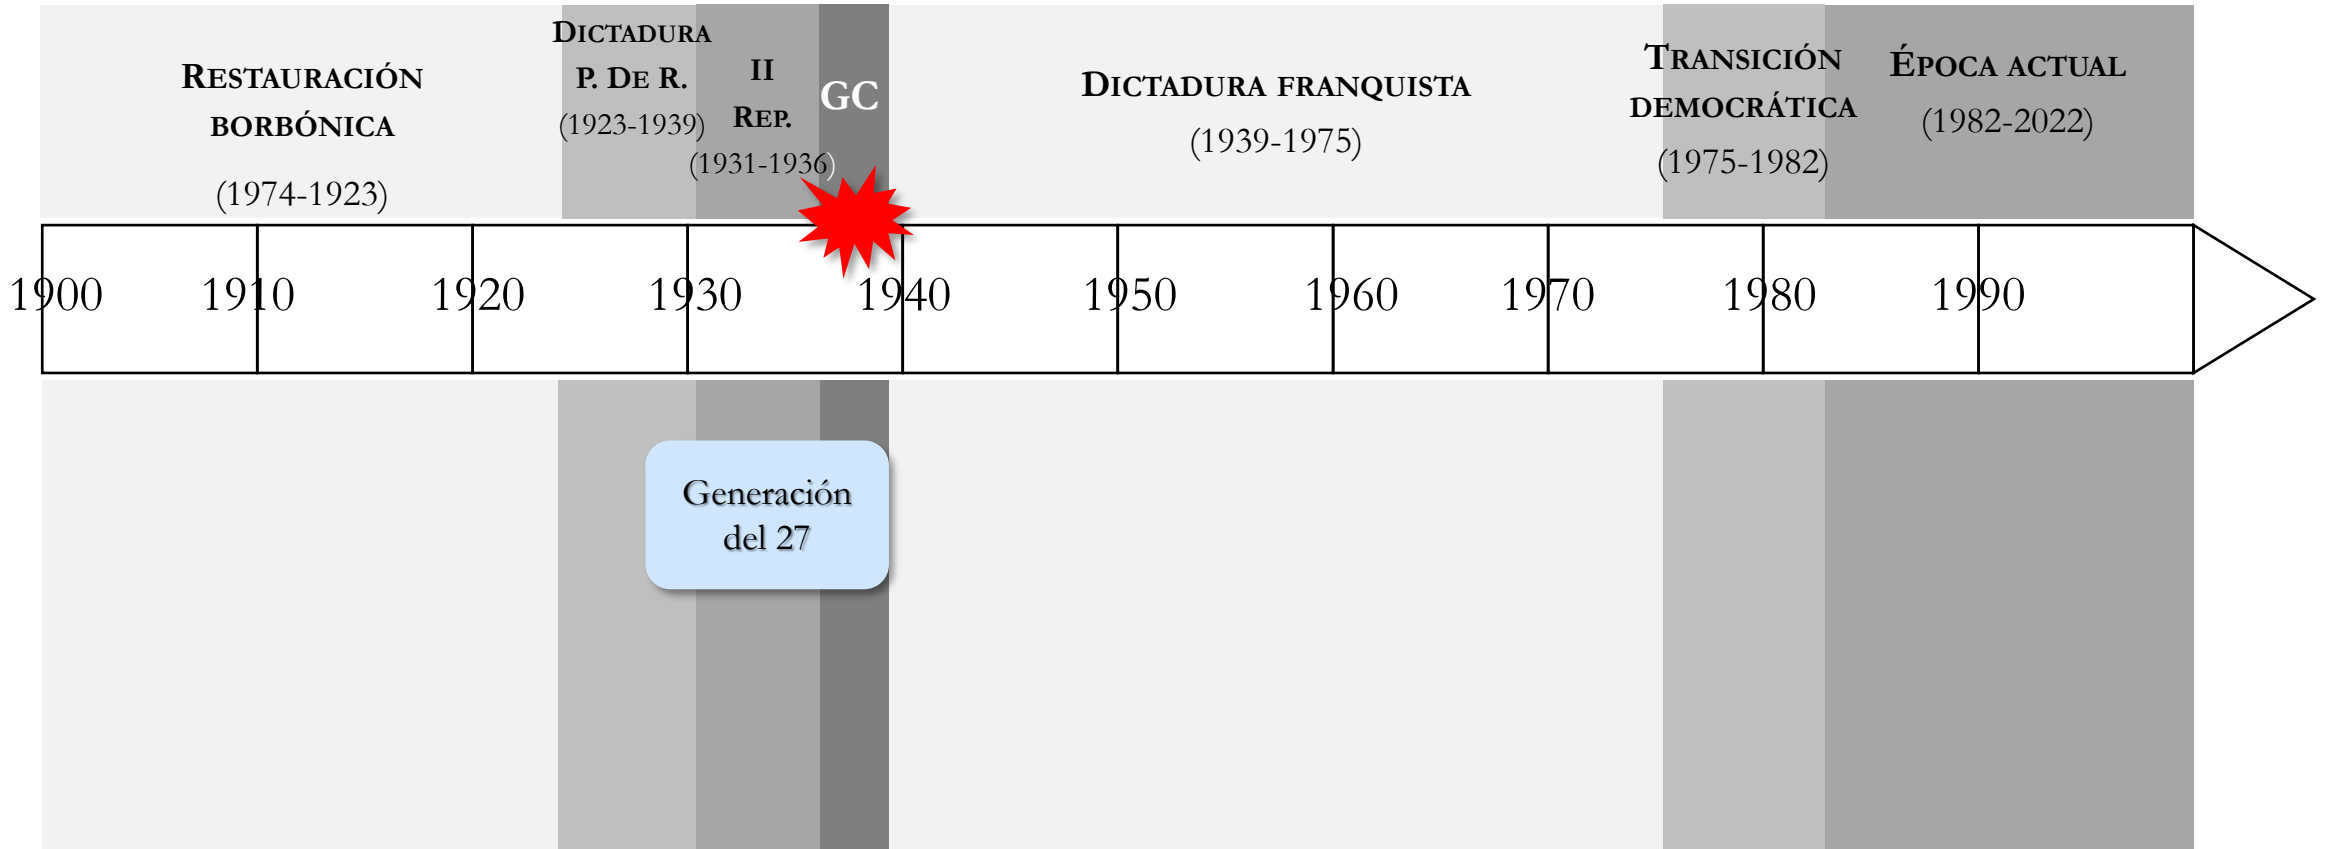 Restauración
borbónica
(1974-1923)
Dictadura
P. De R.
(1923-1939)
II
Rep.
(1931-1936)
GC
Dictadura franquista
(1939-1975)
Transición
democrática
(1975-1982)
Época actual
(1982-2022)
1900
1910
1920
1930
1940
1950
1960
1970
1980
1990
Generación
del 27